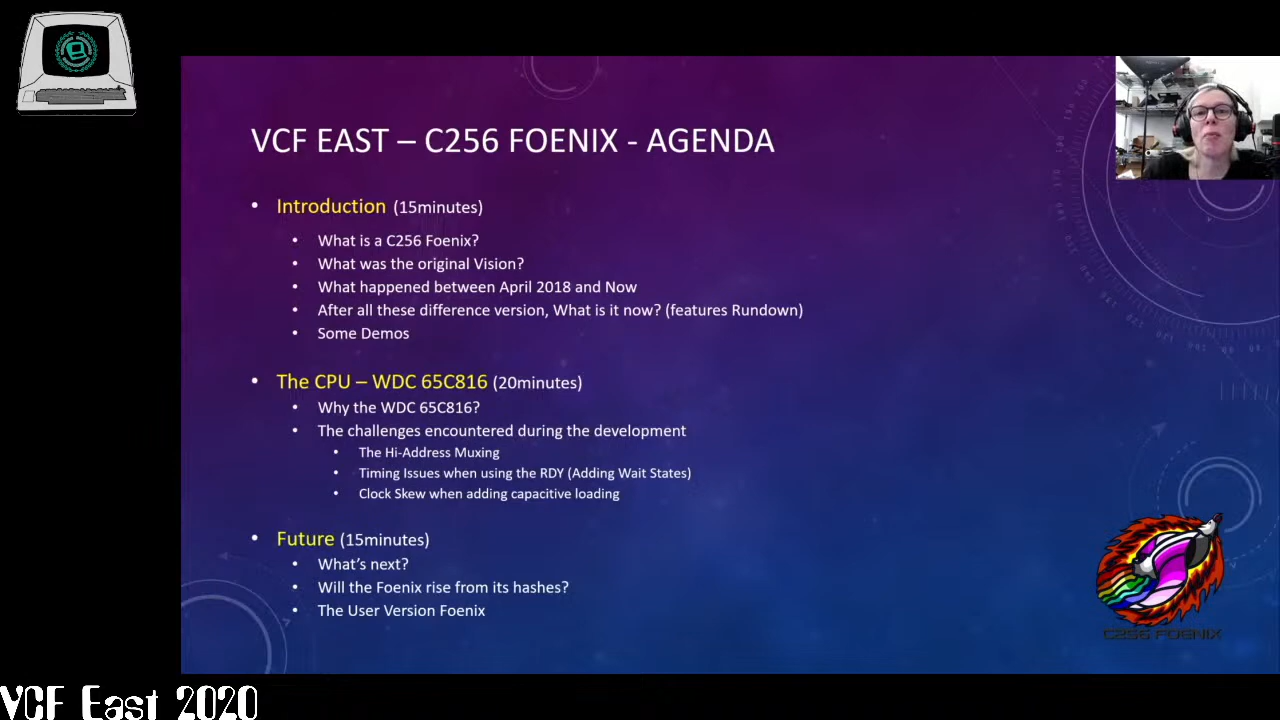 VCF EAST – C256 FOENIX - AGENDA
• Introduction (15minutes)
• What is a C256 Foenix?
• What was the original Vision?
• What happened between April 2018 and Now
• After all these difference version, What is it now? (features Rundown)
• Some Demos
• The CPU – WDC 65C816 (20minutes)
• Why the WDC 65C816?
• The challenges encountered during the development
• The Hi-Address Muxing
• Timing Issues when using the RDY (Adding Wait States)
• Clock Skew when adding capacitive loading
• Future (15minutes)
• What's next?
• Will the Foenix rise from its hashes?
• The User Version Foenix
C256 FOENIX
VCF East 2020